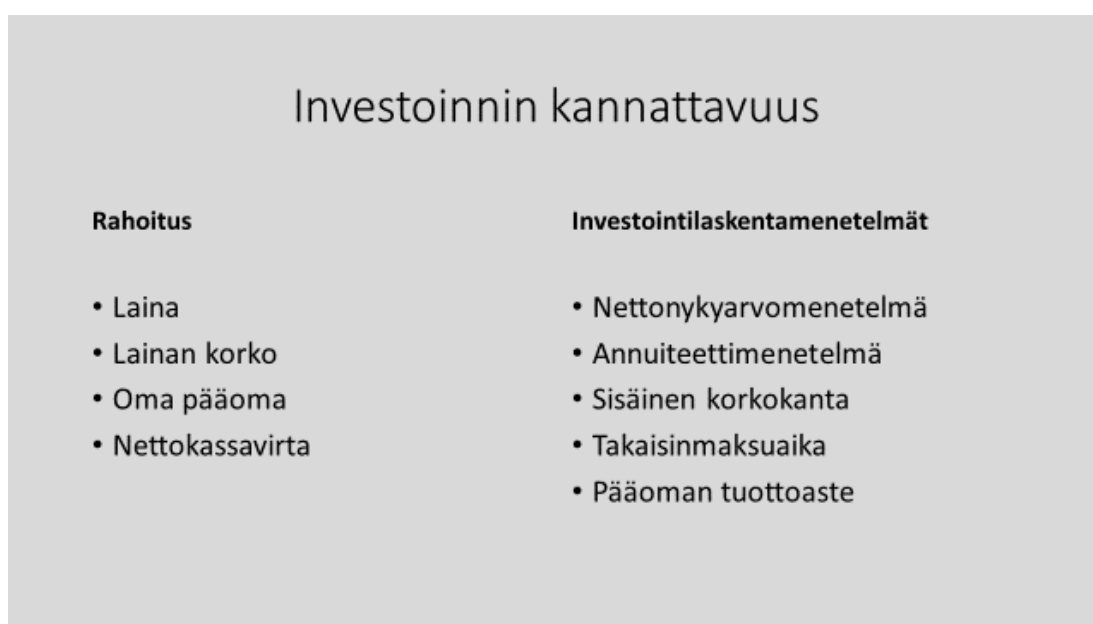 Investoinnin kannattavuus
Rahoitus
• Laina
• Lainan korko
• Oma pääoma
• Nettokassavirta
Investointilaskentamenetelmät
• Nettonykyarvomenetelmä
• Annuiteettimenetelmä
• Sisäinen korkokanta
• Takaisinmaksuaika
• Pääoman tuottoaste